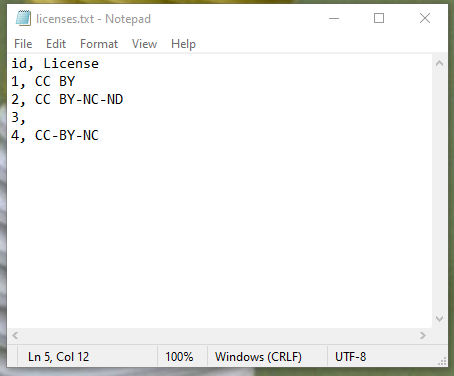 licenses.txt - Notepad
File Edit Format View Help
id, License
1, CC BY
2, CC BY-NC-ND
3,
4, CC-BY-NC
Ln 5, Col 12 100% Windows (CRLF) UTF-8